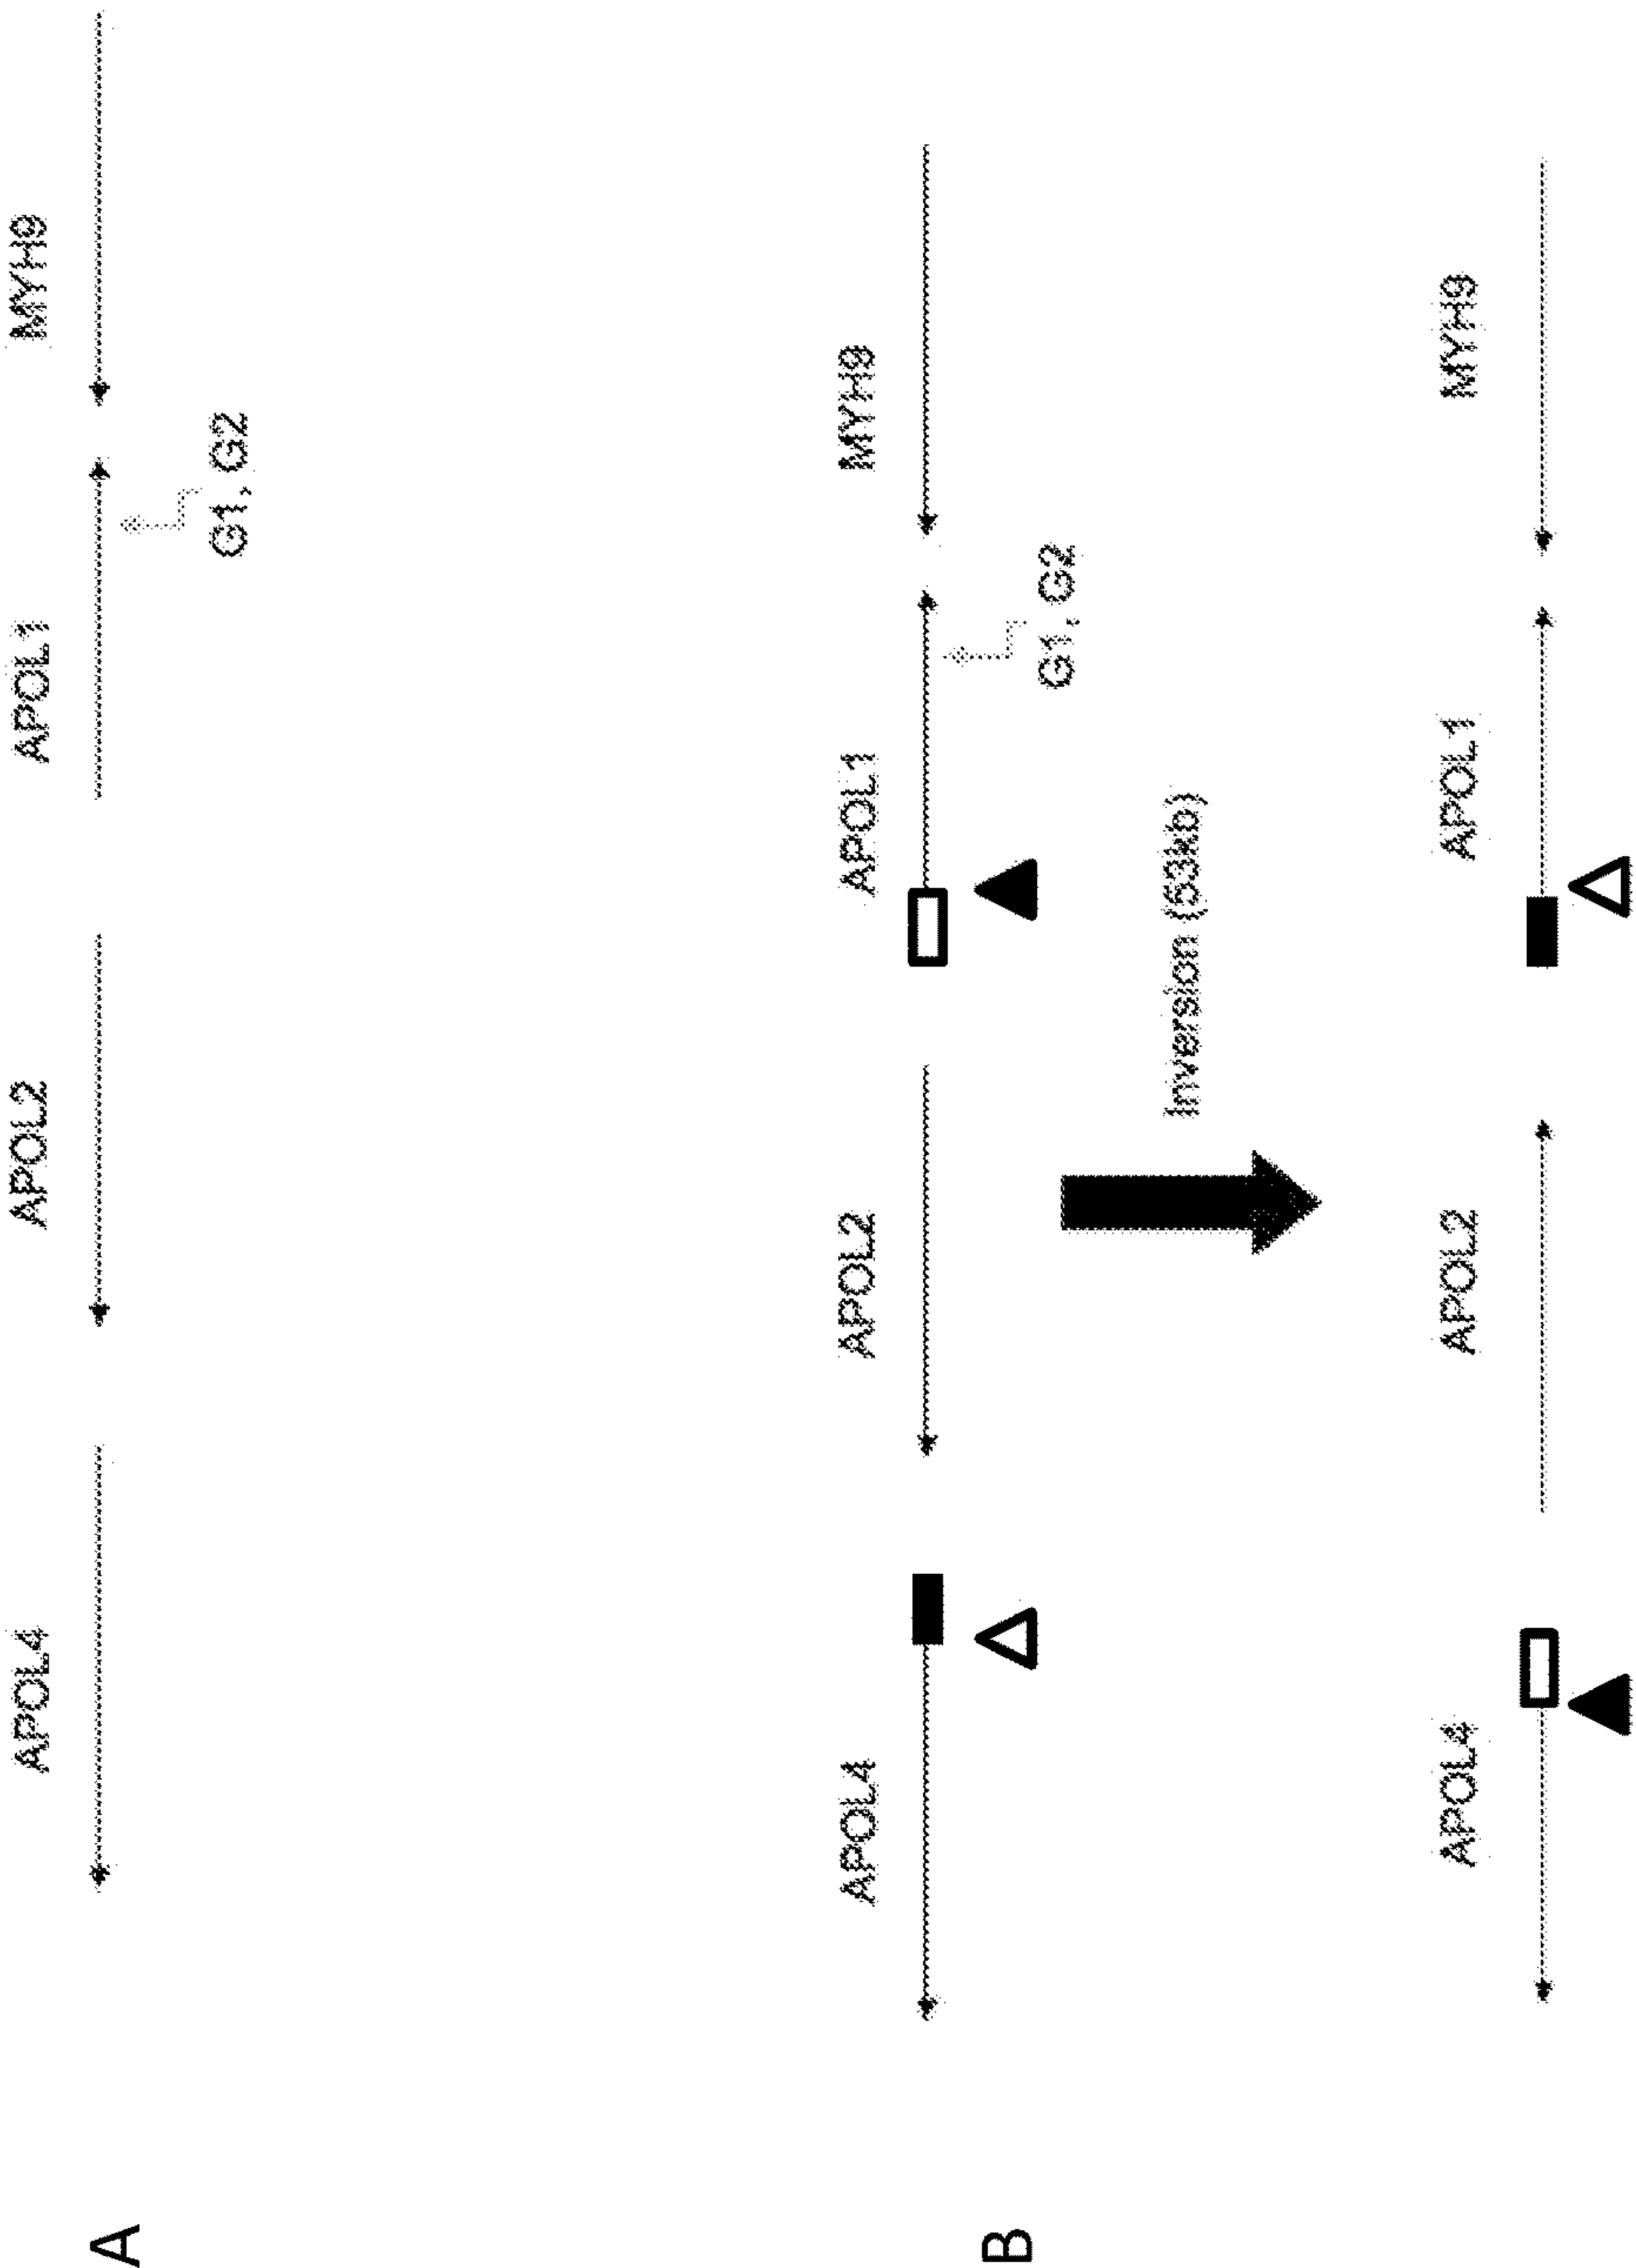 A
APOL4 APOL2 APOL1 MYH9
G1, G2
B
APOL4 APOL2 APOL1 MYH9
G1, G2
Inversion (53kb)
APOL4 APOL2 APOL1 MYH9